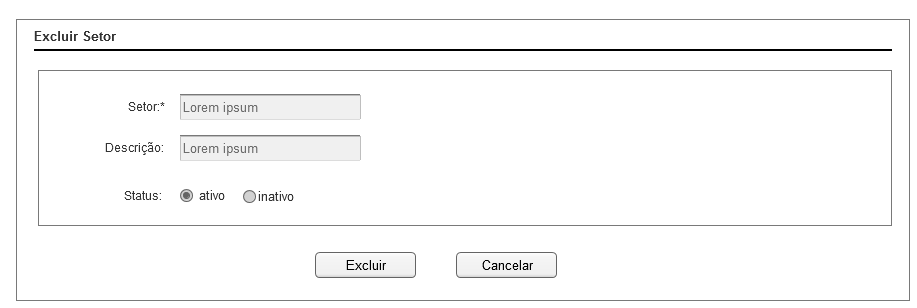 Excluir Setor
Setor:* Lorem ipsum
Descrição: Lorem ipsum
Status: ativo inativo
Excluir Cancelar